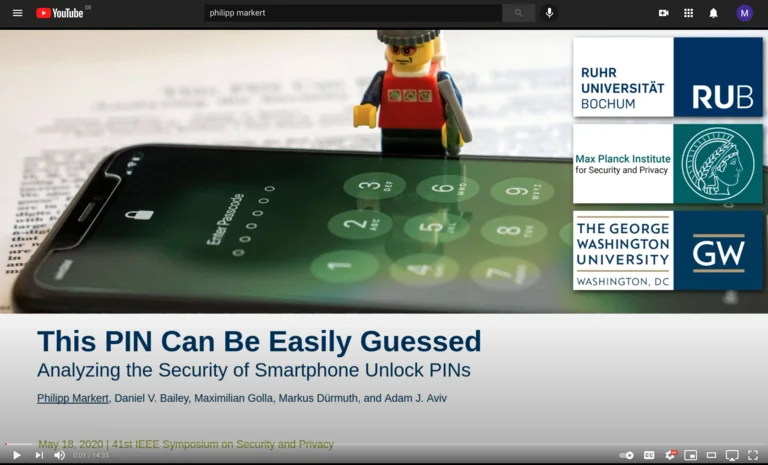 YouTube DE
philipp markert
M
RUHR
UNIVERSITÄT
BOCHUM
RUB
Max Planck Institute
for Security and Privacy
THE GEORGE
WASHINGTON
UNIVERSITY
WASHINGTON, DC
GW
Enter Passcode
1
2 ABC
3 DEF
4
5 JKL
6 MNO
7
8 TUV
9 WXYZ
This PIN Can Be Easily Guessed
Analyzing the Security of Smartphone Unlock PINs
Philipp Markert, Daniel V. Bailey, Maximilian Golla, Markus Dürmuth, and Adam J. Aviv
May 18, 2020 | 41st IEEE Symposium on Security and Privacy
0:01 / 14:35